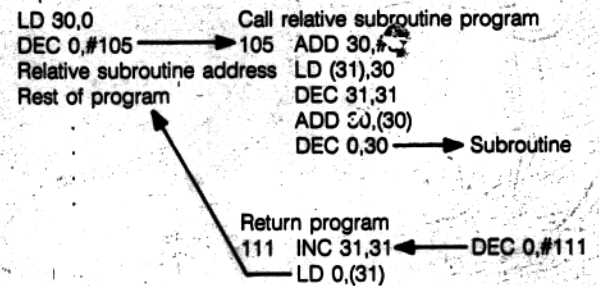 LD 30,0
DEC 0,#105
Relative subroutine address
Rest of program
Call relative subroutine program
105 ADD 30,
LD (31),30
DEC 31,31
ADD 30,(30)
DEC 0,30
Subroutine
Return program
111 INC 31,31
DEC 0,#111
LD 0,(31)